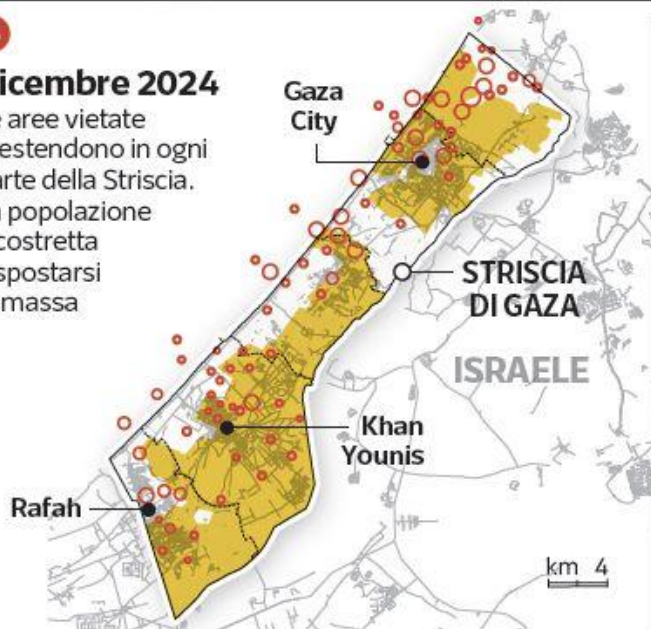 icembre 2024
e aree vietate
estendono in ogni
arte della Striscia.
a popolazione
costretta
spostarsi
massa
Gaza
City
STRISCIA
DI GAZA
ISRAELE
Khan
Younis
Rafah
km 4